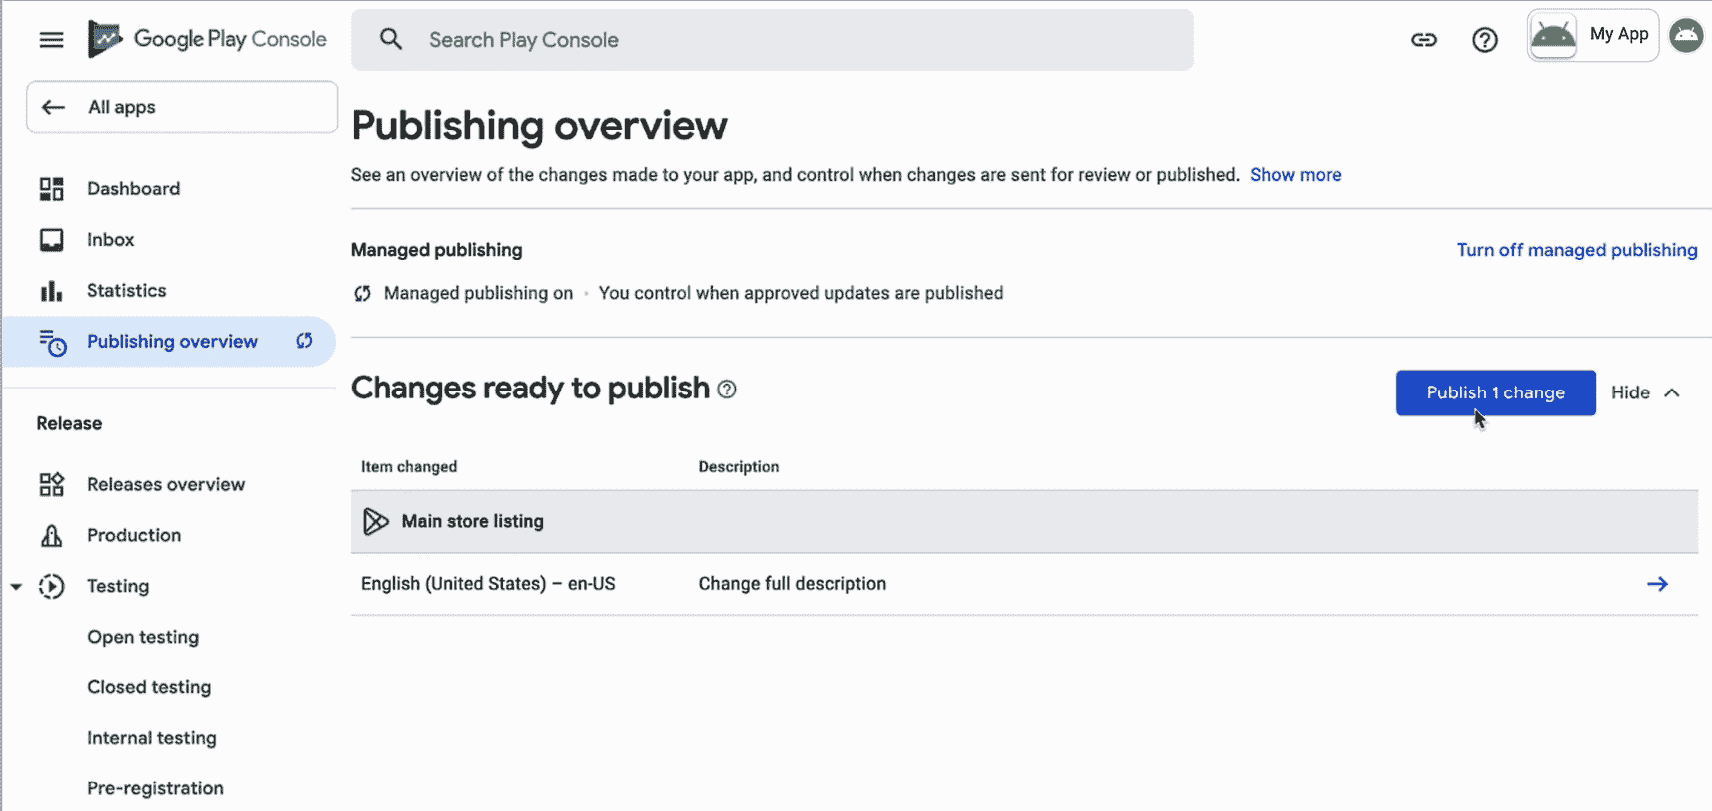 Google Play Console
Search Play Console
My App
All apps
Dashboard
Inbox
Statistics
Publishing overview
Release
Releases overview
Production
Testing
Open testing
Closed testing
Internal testing
Pre-registration
Publishing overview
See an overview of the changes made to your app, and control when changes are sent for review or published. Show more
Managed publishing
Turn off managed publishing
Managed publishing on • You control when approved updates are published
Changes ready to publish
Publish 1 change
Hide
Item changed Description
Main store listing
English (United States) – en-US Change full description